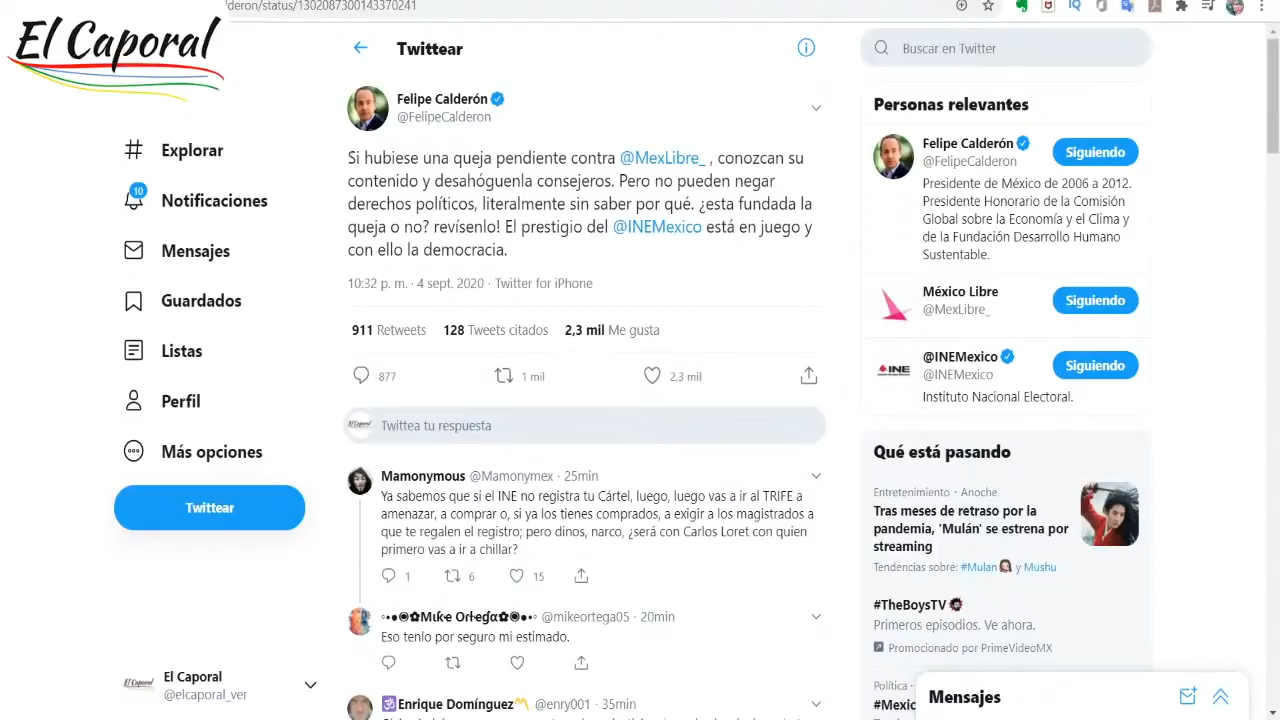 deron/status/1302087300143370241
El Caporal
Twittear
Buscar en Twitter
Felipe Calderón
@FelipeCalderon
Si hubiese una queja pendiente contra @MexLibre_ , conozcan su
contenido y desahóguenla consejeros. Pero no pueden negar
derechos políticos, literalmente sin saber por qué. ¿esta fundada la
queja o no? revísenlo! El prestigio del @INEMexico está en juego y
con ello la democracia.
10:32 p. m. · 4 sept. 2020 · Twitter for iPhone
911 Retweets 128 Tweets citados 2,3 mil Me gusta
877 1 mil 2,3 mil
Twittea tu respuesta
Mamonymous @Mamonymex · 25min
Ya sabemos que si el INE no registra tu Cártel, luego, luego vas a ir al TRIFE a
amenazar, a comprar o, si ya los tienes comprados, a exigir a los magistrados a
que te regalen el registro; pero dinos, narco, ¿será con Carlos Loret con quien
primero vas a ir a chillar?
1 6 15
Mike Ortega @mikeortega05 · 20min
Eso tenlo por seguro mi estimado.
Enrique Domínguez @enry001 · 35min
Explorar
10
Notificaciones
Mensajes
Guardados
Listas
Perfil
Más opciones
Twittear
El Caporal
@elcaporal_ver
Personas relevantes
Felipe Calderón
@FelipeCalderon
Siguiendo
Presidente de México de 2006 a 2012.
Presidente Honorario de la Comisión
Global sobre la Economía y el Clima y
de la Fundación Desarrollo Humano
Sustentable.
México Libre
@MexLibre_
Siguiendo
INE
@INEMexico
@INEMexico
Siguiendo
Instituto Nacional Electoral.
Qué está pasando
Entretenimiento · Anoche
Tras meses de retraso por la
pandemia, 'Mulán' se estrena por
streaming
Tendencias sobre: #Mulan y Mushu
#TheBoysTV
Primeros episodios. Ve ahora.
Promocionado por PrimeVideoMX
Política ·
#Mexic
Mensajes